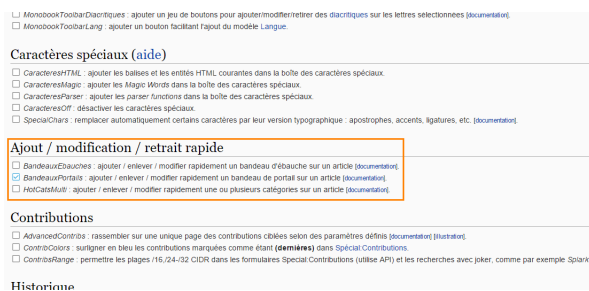 MonobookToolbarDiacritiques : ajouter un jeu de boutons pour ajouter/modifier/retirer des diacritiques sur les lettres sélectionnées [documentation].
MonobookToolbarLang : ajouter un bouton facilitant l'ajout du modèle Langue.
Caractères spéciaux (aide)
CaracteresHTML : ajouter les balises et les entités HTML courantes dans la boîte des caractères spéciaux.
CaracteresMagic : ajouter les Magic Words dans la boîte des caractères spéciaux.
CaracteresParser : ajouter les parser functions dans la boîte des caractères spéciaux.
CaracteresOff : désactiver les caractères spéciaux.
SpecialChars : remplacer automatiquement certains caractères par leur version typographique : apostrophes, accents, ligatures, etc. [documentation].
Ajout / modification / retrait rapide
BandeauxEbauches : ajouter / enlever / modifier rapidement un bandeau d'ébauche sur un article [documentation].
BandeauxPortails : ajouter / enlever / modifier rapidement un bandeau de portail sur un article [documentation].
HotCatsMulti : ajouter / enlever / modifier rapidement une ou plusieurs catégories sur un article [documentation].
Contributions
AdvancedContribs : rassembler sur une unique page des contributions ciblées selon des paramètres définis [documentation] [illustration].
ContribColors : surligner en bleu les contributions marquées comme étant (dernières) dans Spécial:Contributions.
ContribsRange : permettre les plages /16,/24-/32 CIDR dans les formulaires Special:Contributions (utilise API) et les recherches avec joker, comme par exemple
Historique